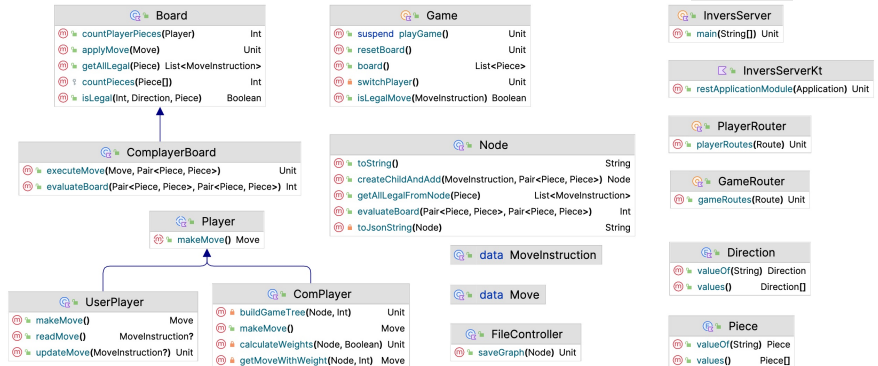 Board
countPlayerPieces(Player) Int
applyMove(Move) Unit
getAllLegal(Piece) List<MoveInstruction>
countPieces(Piece[]) Int
isLegal(Int, Direction, Piece) Boolean
ComplayerBoard
executeMove(Move, Pair<Piece, Piece>) Unit
evaluateBoard(Pair<Piece, Piece>, Pair<Piece, Piece>) Int
Player
makeMove() Move
UserPlayer
makeMove() Move
readMove() MoveInstruction?
updateMove(MoveInstruction?) Unit
ComPlayer
buildGameTree(Node, Int) Unit
makeMove() Move
calculateWeights(Node, Boolean) Unit
getMoveWithWeight(Node, Int) Move
Game
suspend playGame() Unit
resetBoard() Unit
board() List<Piece>
switchPlayer() Unit
isLegalMove(MoveInstruction) Boolean
Node
toString() String
createChildAndAdd(MoveInstruction, Pair<Piece, Piece>) Node
getAllLegalFromNode(Piece) List<MoveInstruction>
evaluateBoard(Pair<Piece, Piece>, Pair<Piece, Piece>) Int
toJsonString(Node) String
data MoveInstruction
data Move
FileController
saveGraph(Node) Unit
InversServer
main(String[]) Unit
InversServerKt
restApplicationModule(Application) Unit
PlayerRouter
playerRoutes(Route) Unit
GameRouter
gameRoutes(Route) Unit
Direction
valueOf(String) Direction
values() Direction[]
Piece
valueOf(String) Piece
values() Piece[]